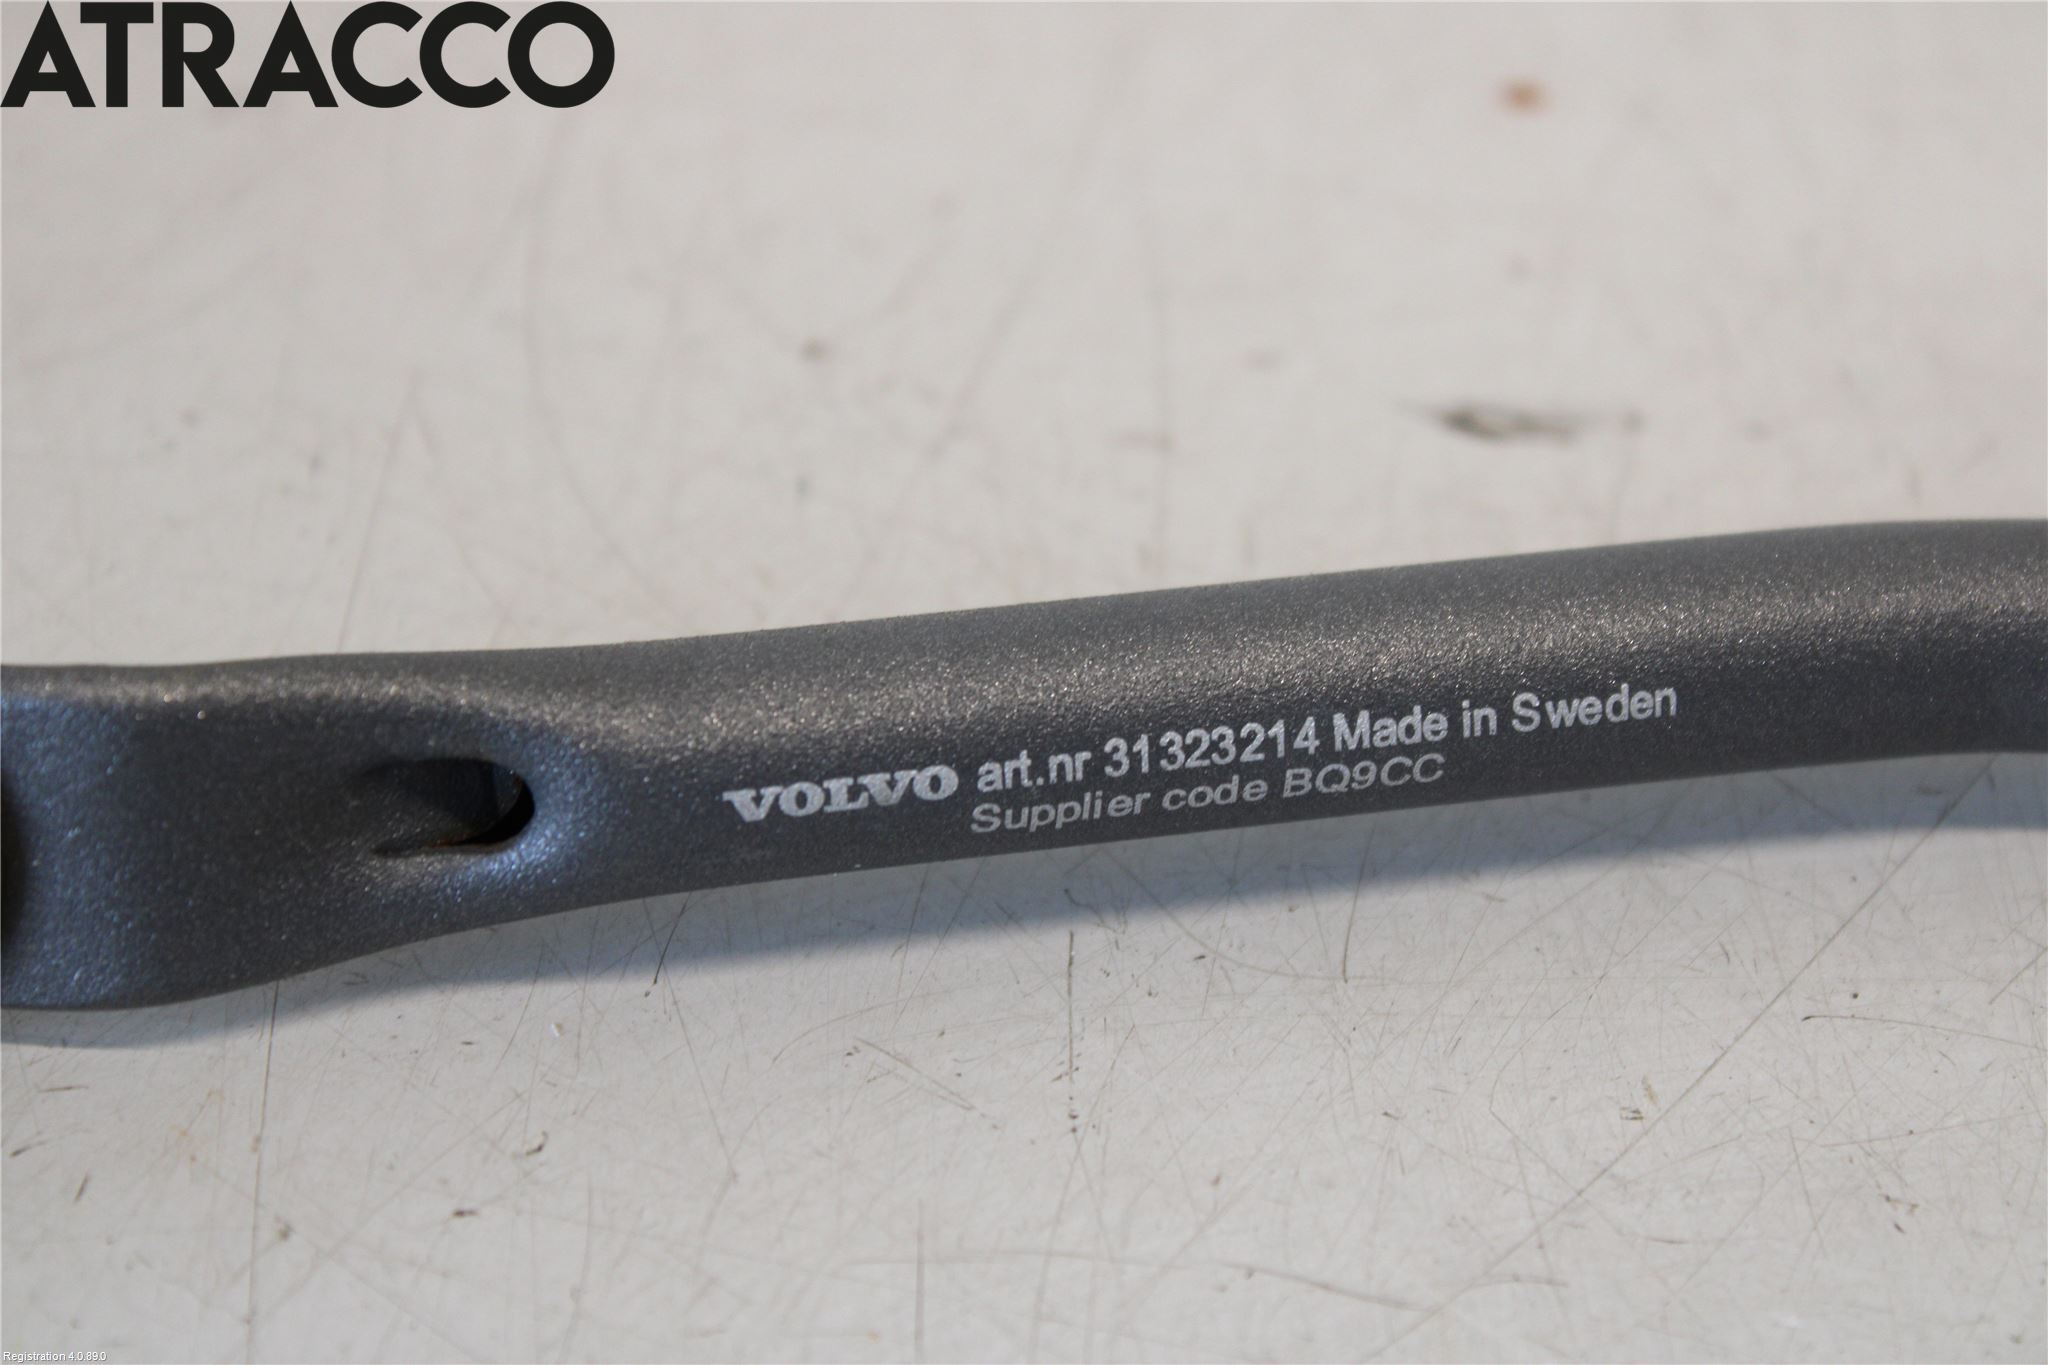 ATRACCO
VOLVO art.nr 31323214 Made in Sweden
Supplier code BQ9CC
Registration 4.0.89.0